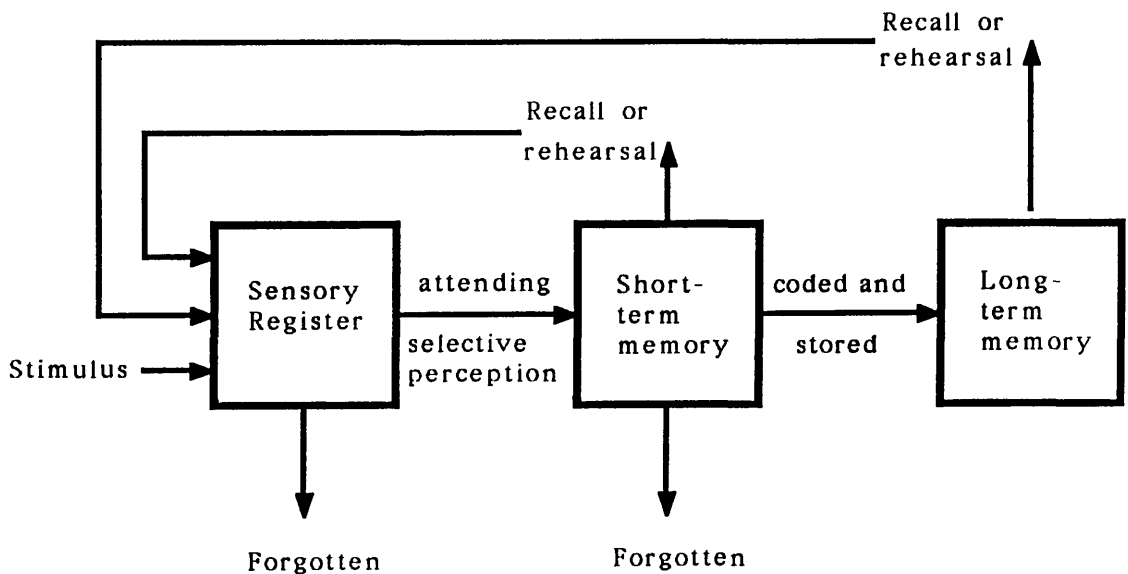 Recall or
rehearsal
Recall or
rehearsal
Sensory
Register
attending
selective
perception
Short-
term
memory
coded and
stored
Long-
term
memory
Stimulus
Forgotten
Forgotten